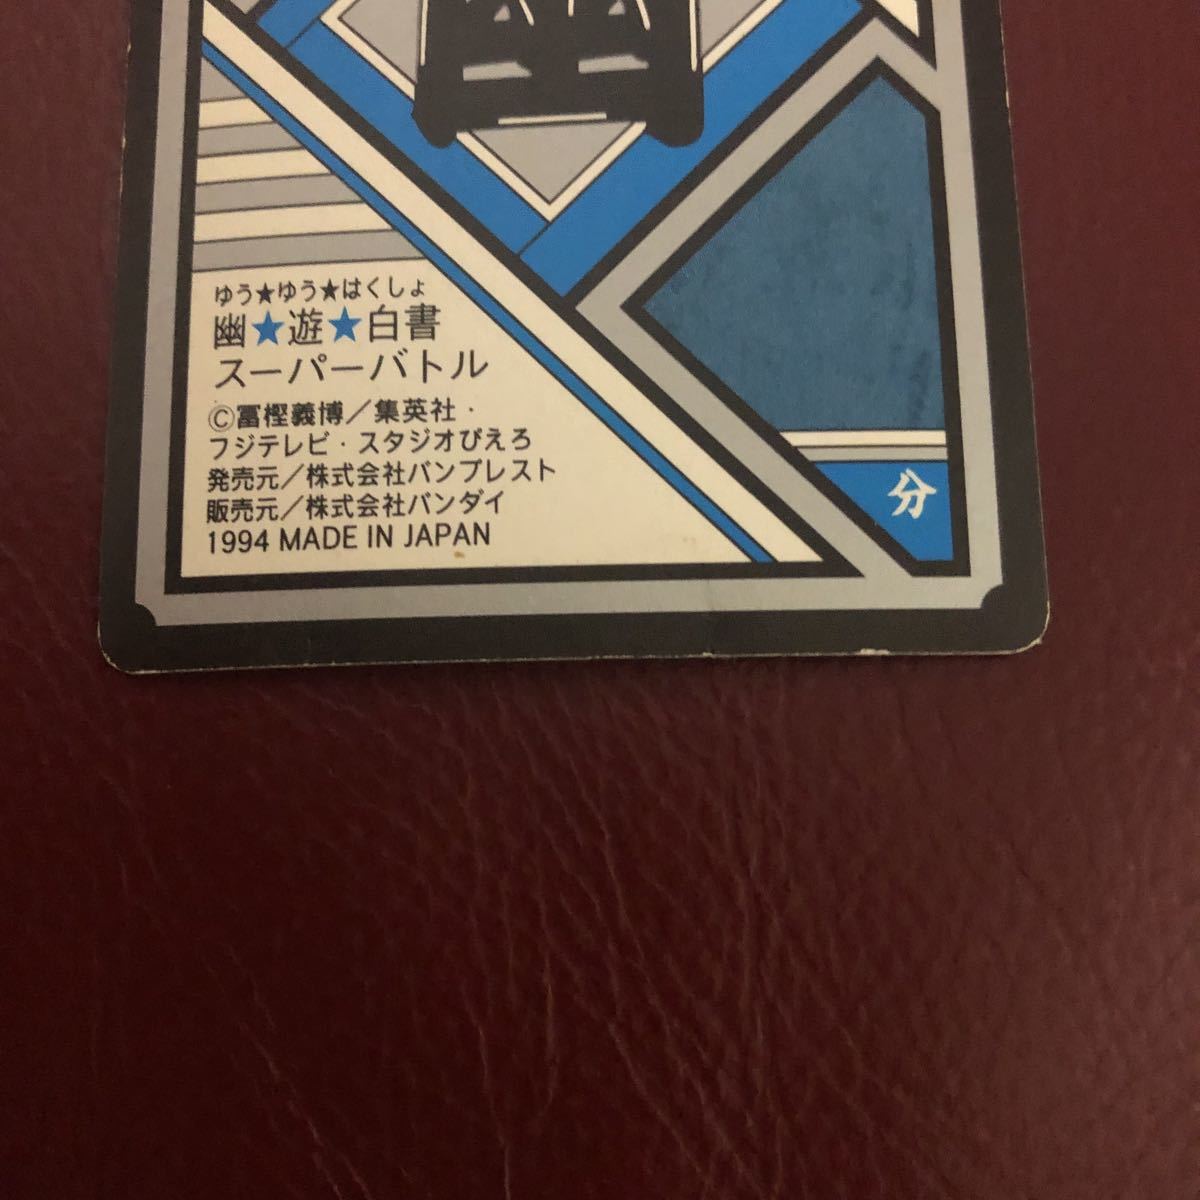 ゆう★ゆう★はくしょ
幽★遊★白書
スーパーバトル
©冨樫義博／集英社・
フジテレビ・スタジオぴえろ
発売元／株式会社バンプレスト
販売元／株式会社バンダイ
1994 MADE IN JAPAN
分